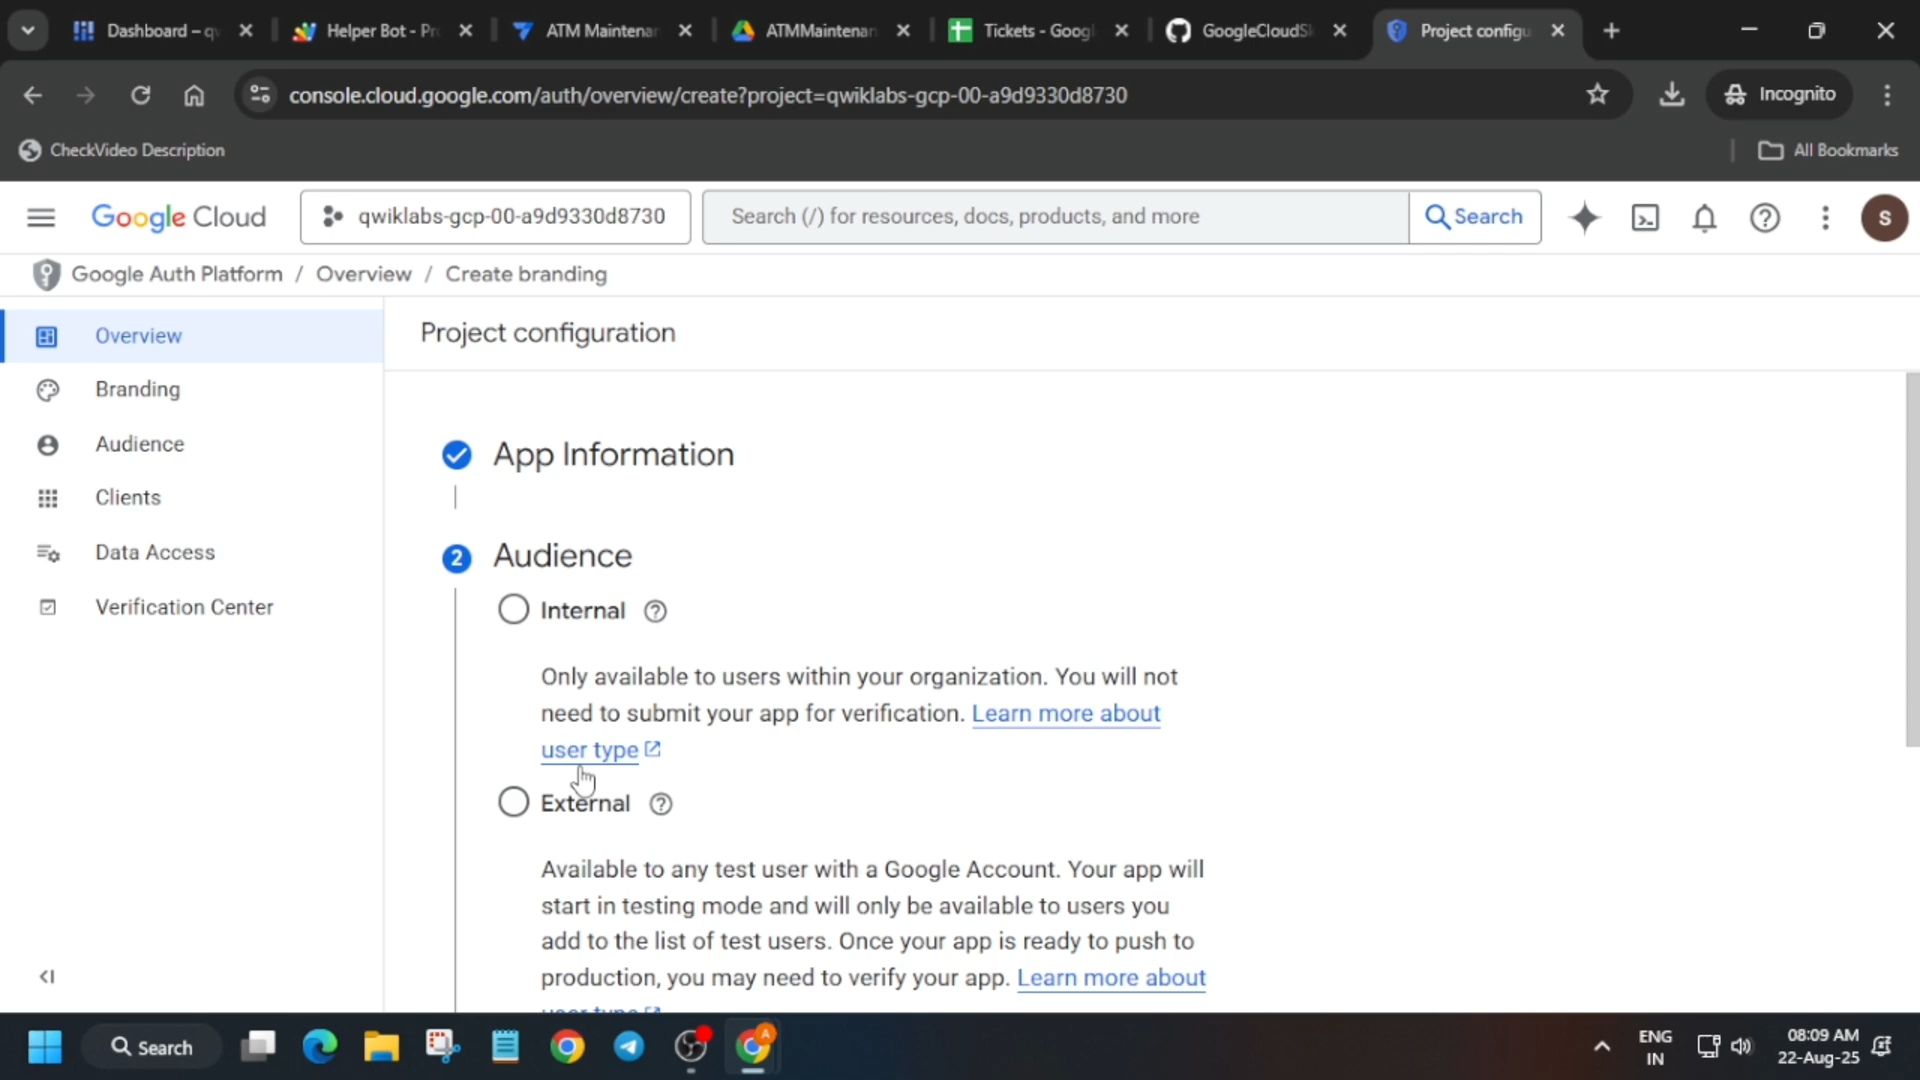 Dashboard – qw
Helper Bot - Pr
ATM Maintenan
ATMMaintenan
Tickets - Googl
GoogleCloudS
Project configu
console.cloud.google.com/auth/overview/create?project=qwiklabs-gcp-00-a9d9330d8730
Incognito
CheckVideo Description
All Bookmarks
Google Cloud
qwiklabs-gcp-00-a9d9330d8730
Search (/) for resources, docs, products, and more
Search
S
Google Auth Platform / Overview / Create branding
Overview
Branding
Audience
Clients
Data Access
Verification Center
Project configuration
App Information
2 Audience
Internal
Only available to users within your organization. You will not
need to submit your app for verification. Learn more about
user type
External
Available to any test user with a Google Account. Your app will
start in testing mode and will only be available to users you
add to the list of test users. Once your app is ready to push to
production, you may need to verify your app. Learn more about
Search
ENG
IN
08:09 AM
22-Aug-25